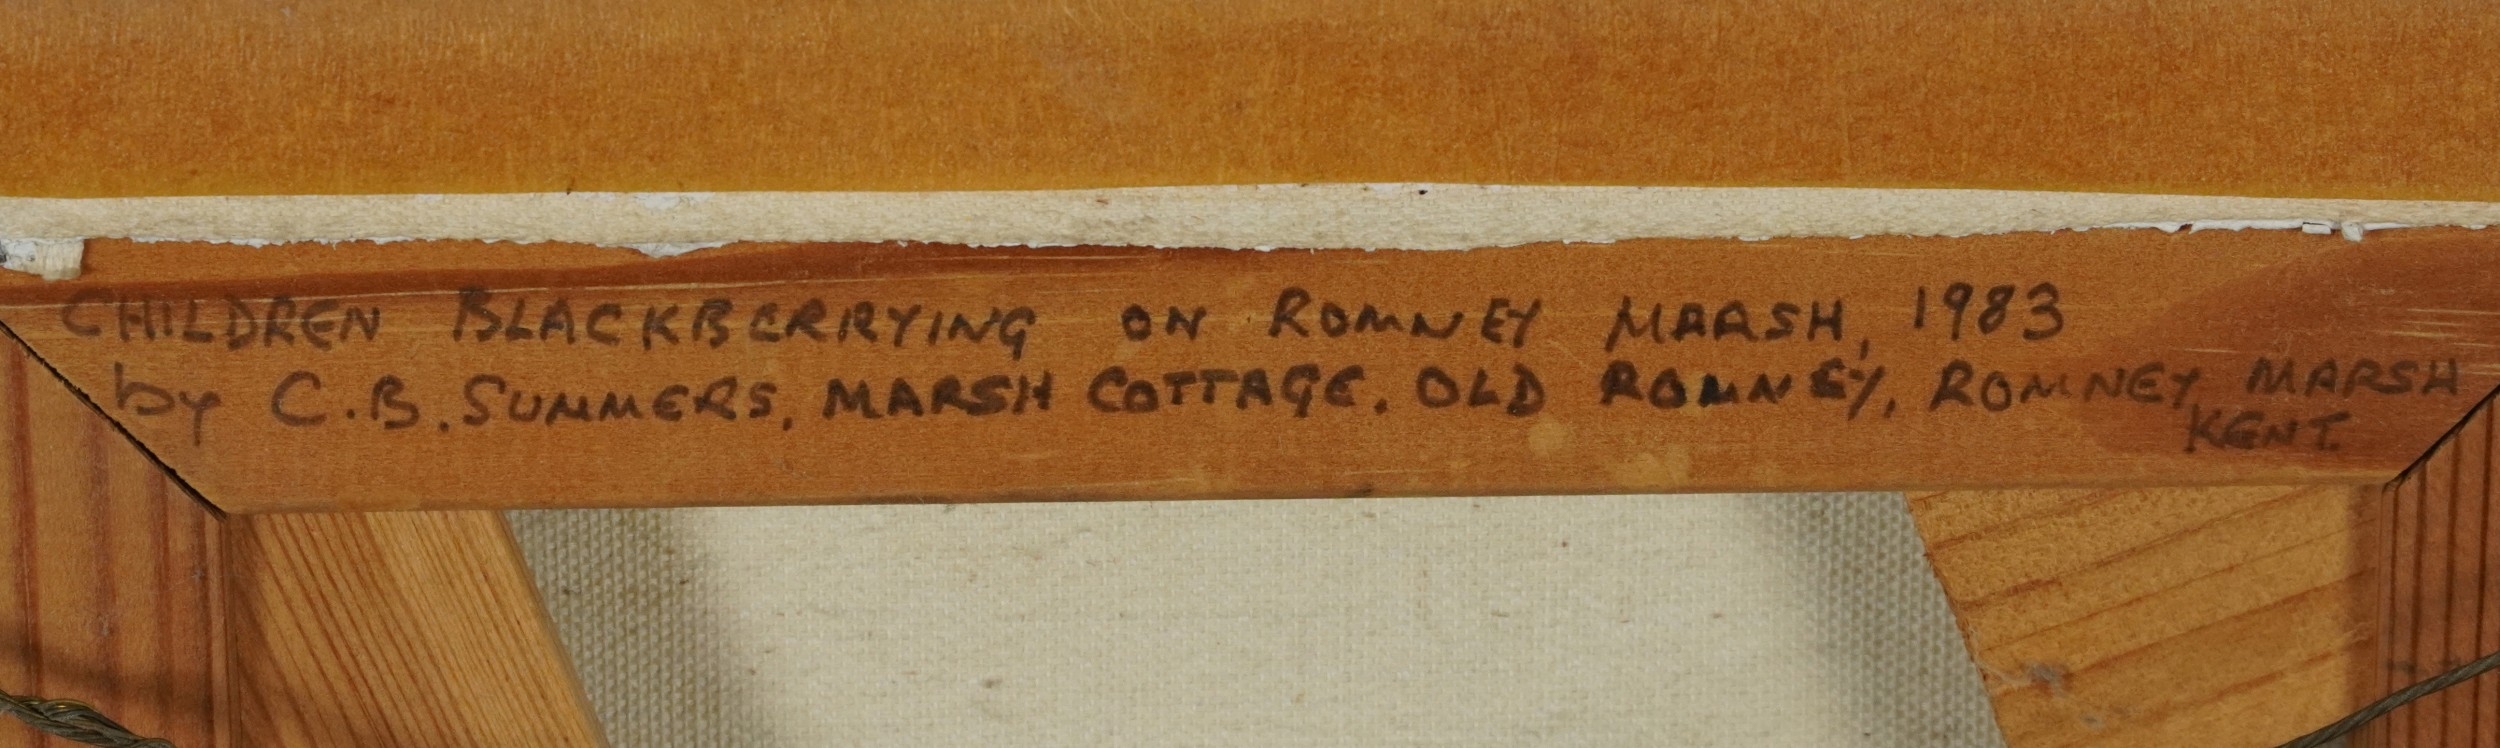 CHILDREN BLACKBERRYING ON ROMNEY MARSH, 1983
by C.B. SUMMERS, MARSH COTTAGE. OLD ROMNEY, ROMNEY MARSH
KENT.